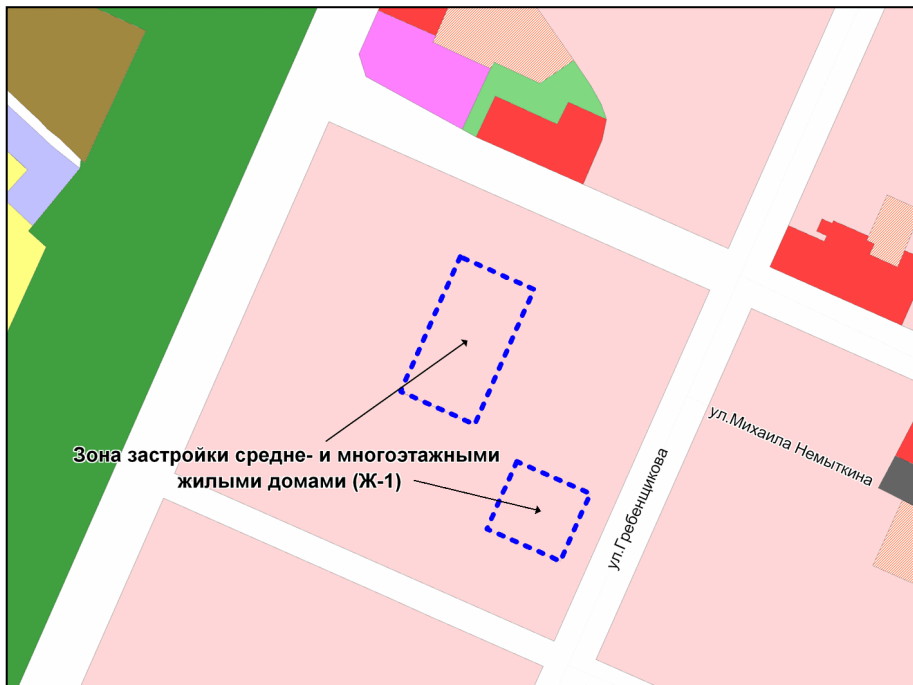 Зона застройки средне- и многоэтажными
жилыми домами (Ж-1)
ул.Михаила Немыткина
ул.Гребенщикова